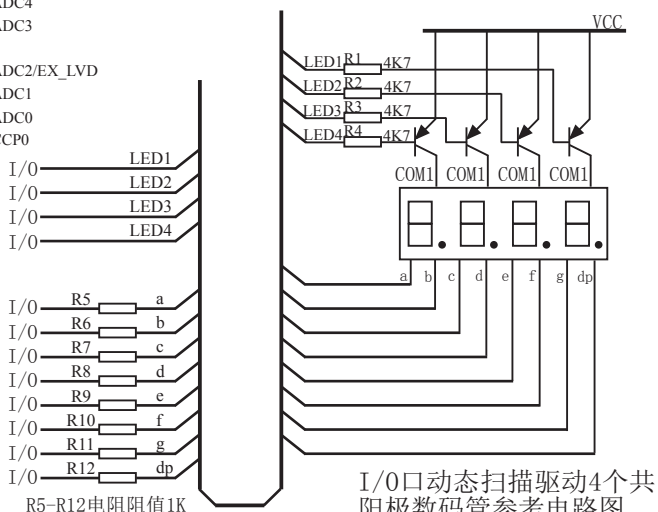 ADC4
ADC3
ADC2/EX_LVD
ADC1
ADC0
CCP0
I/O LED1
I/O LED2
I/O LED3
I/O LED4
I/O R5 a
I/O R6 b
I/O R7 c
I/O R8 d
I/O R9 e
I/O R10 f
I/O R11 g
I/O R12 dp
R5-R12电阻阻值1K
VCC
LED1 R1 4K7
LED2 R2 4K7
LED3 R3 4K7
LED4 R4 4K7
COM1 COM1 COM1 COM1
a b c d e f g dp
I/O口动态扫描驱动4个共
阳极数码管参考电路图